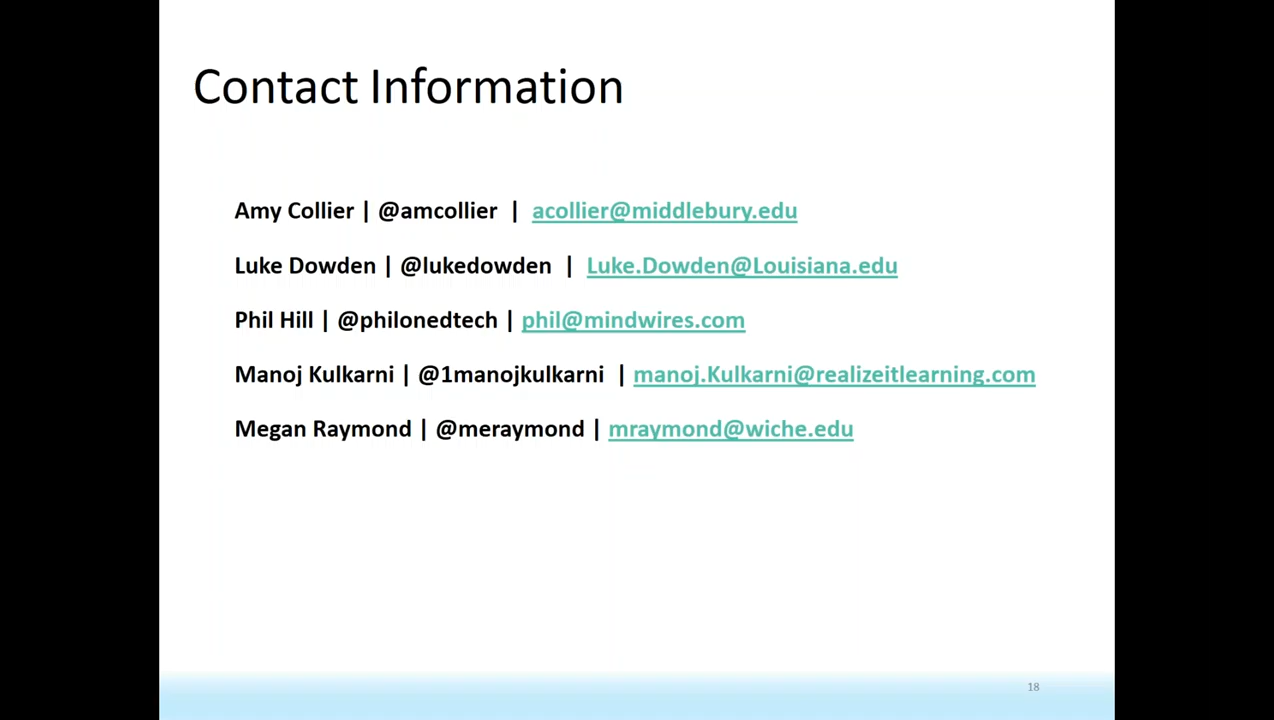 Contact Information
Amy Collier | @amcollier | acollier@middlebury.edu
Luke Dowden | @lukedowden | Luke.Dowden@Louisiana.edu
Phil Hill | @philonedtech | phil@mindwires.com
Manoj Kulkarni | @1manojkulkarni | manoj.Kulkarni@realizeitlearning.com
Megan Raymond | @meraymond | mraymond@wiche.edu
18